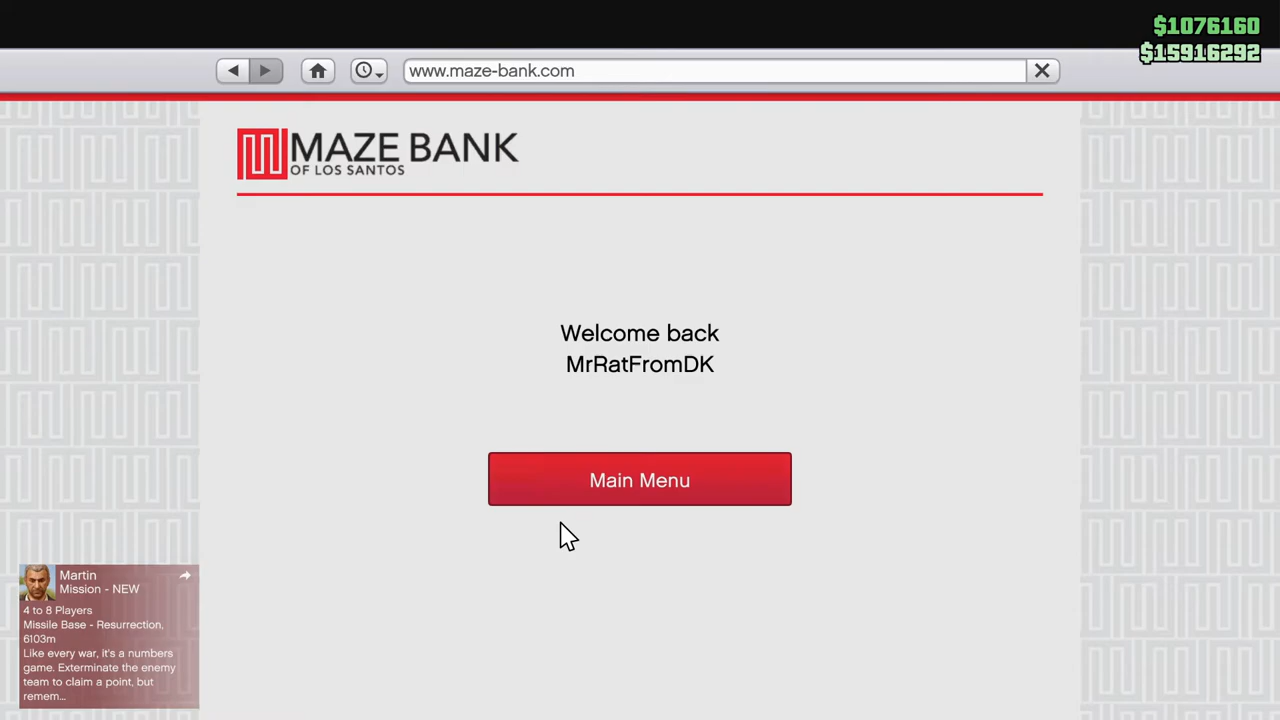 $1076160
$15916292
www.maze-bank.com
MAZE BANK
OF LOS SANTOS
Welcome back
MrRatFromDK
Main Menu
Martin
Mission - NEW
4 to 8 Players
Missile Base - Resurrection,
6103m
Like every war, it's a numbers
game. Exterminate the enemy
team to claim a point, but
remem...